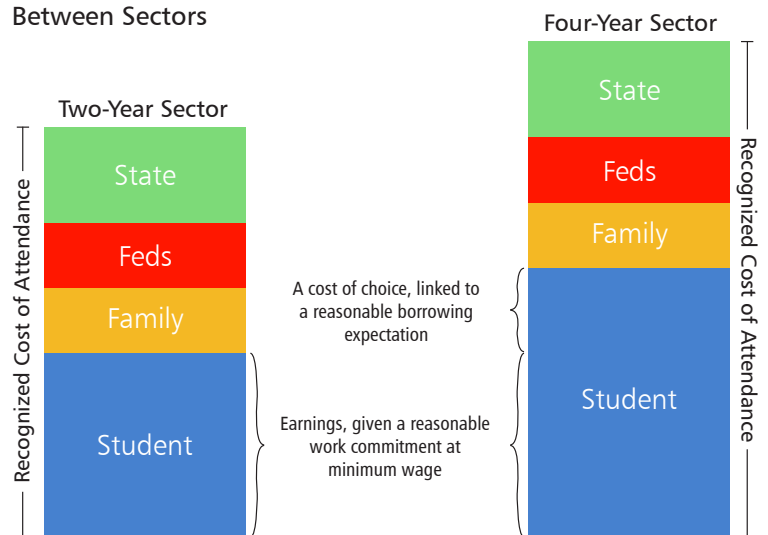 Between Sectors
Two-Year Sector
Four-Year Sector
Recognized Cost of Attendance
State
Feds
Family
Student
A cost of choice, linked to
a reasonable borrowing
expectation
Earnings, given a reasonable
work commitment at
minimum wage
State
Feds
Family
Student
Recognized Cost of Attendance